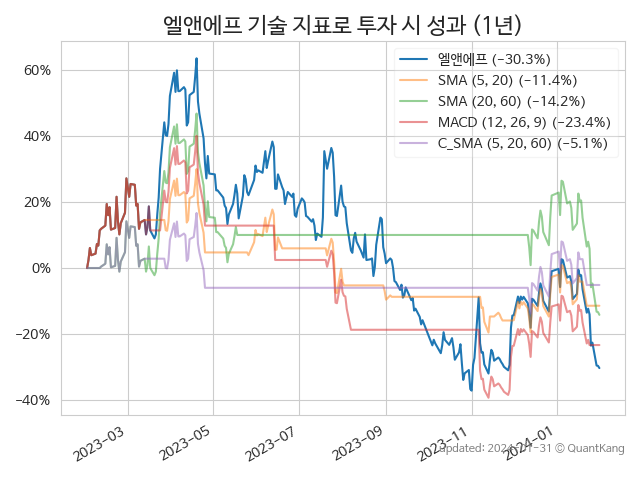 엘앤에프 기술 지표로 투자 시 성과 (1년)
엘앤에프 (−30.3%)
SMA (5, 20) (−11.4%)
SMA (20, 60) (−14.2%)
MACD (12, 26, 9) (−23.4%)
C_SMA (5, 20, 60) (−5.1%)
60%
40%
20%
0%
−20%
−40%
2023-03
2023-05
2023-07
2023-09
2023-11
2024-01
updated: 2024-01-31 © QuantKang